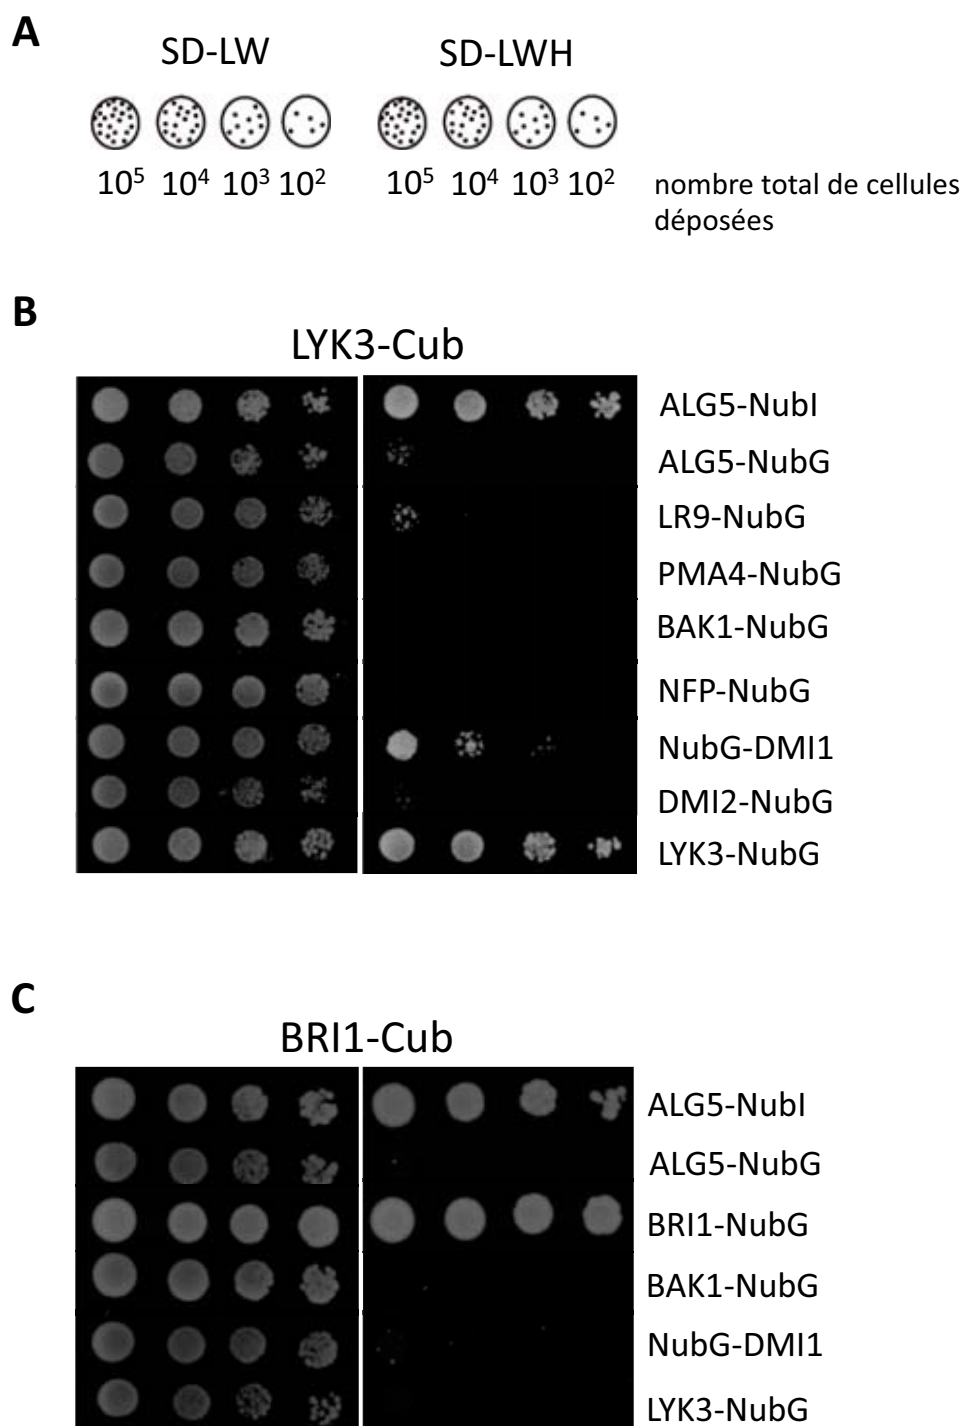 A
SD-LW
SD-LWH
10⁵ 10⁴ 10³ 10²
10⁵ 10⁴ 10³ 10²
nombre total de cellules
déposées
B
LYK3-Cub
ALG5-NubI
ALG5-NubG
LR9-NubG
PMA4-NubG
BAK1-NubG
NFP-NubG
NubG-DMI1
DMI2-NubG
LYK3-NubG
C
BRI1-Cub
ALG5-NubI
ALG5-NubG
BRI1-NubG
BAK1-NubG
NubG-DMI1
LYK3-NubG